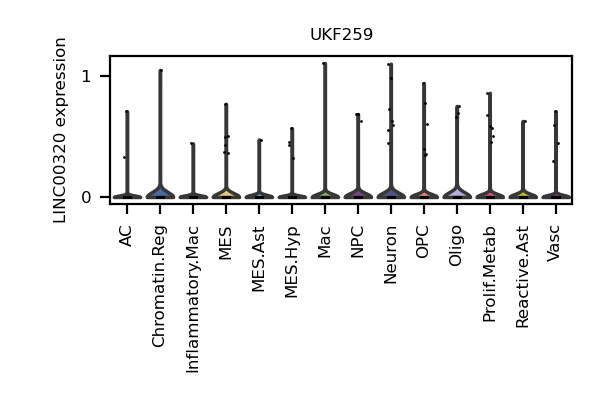 UKF259
LINC00320 expression
1
0
AC
Chromatin.Reg
Inflammatory.Mac
MES
MES.Ast
MES.Hyp
Mac
NPC
Neuron
OPC
Oligo
Prolif.Metab
Reactive.Ast
Vasc